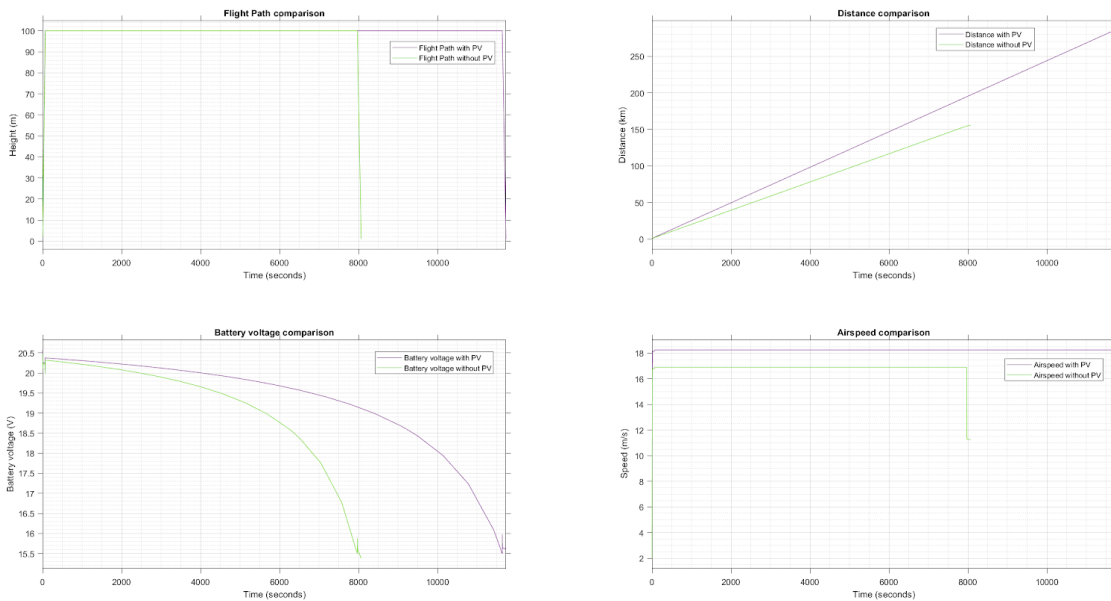 Flight Path comparison
100
90
80
70
60
50
40
30
20
10
0
Height (m)
Flight Path with PV
Flight Path without PV
0 2000 4000 6000 8000 10000
Time (seconds)
Distance comparison
250
200
150
100
50
0
Distance (km)
Distance with PV
Distance without PV
0 2000 4000 6000 8000 10000
Time (seconds)
Battery voltage comparison
20.5
20
19.5
19
18.5
18
17.5
17
16.5
16
15.5
Battery voltage (V)
Battery voltage with PV
Battery voltage without PV
0 2000 4000 6000 8000 10000
Time (seconds)
Airspeed comparison
18
16
14
12
10
8
6
4
2
Speed (m/s)
Airspeed with PV
Airspeed without PV
0 2000 4000 6000 8000 10000
Time (seconds)